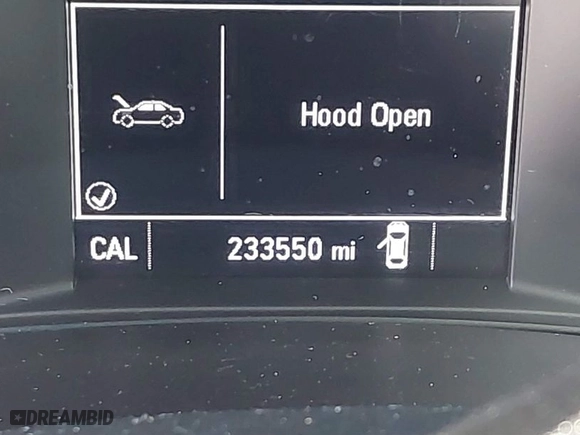 Hood Open
CAL 233550 mi
DREAMBID